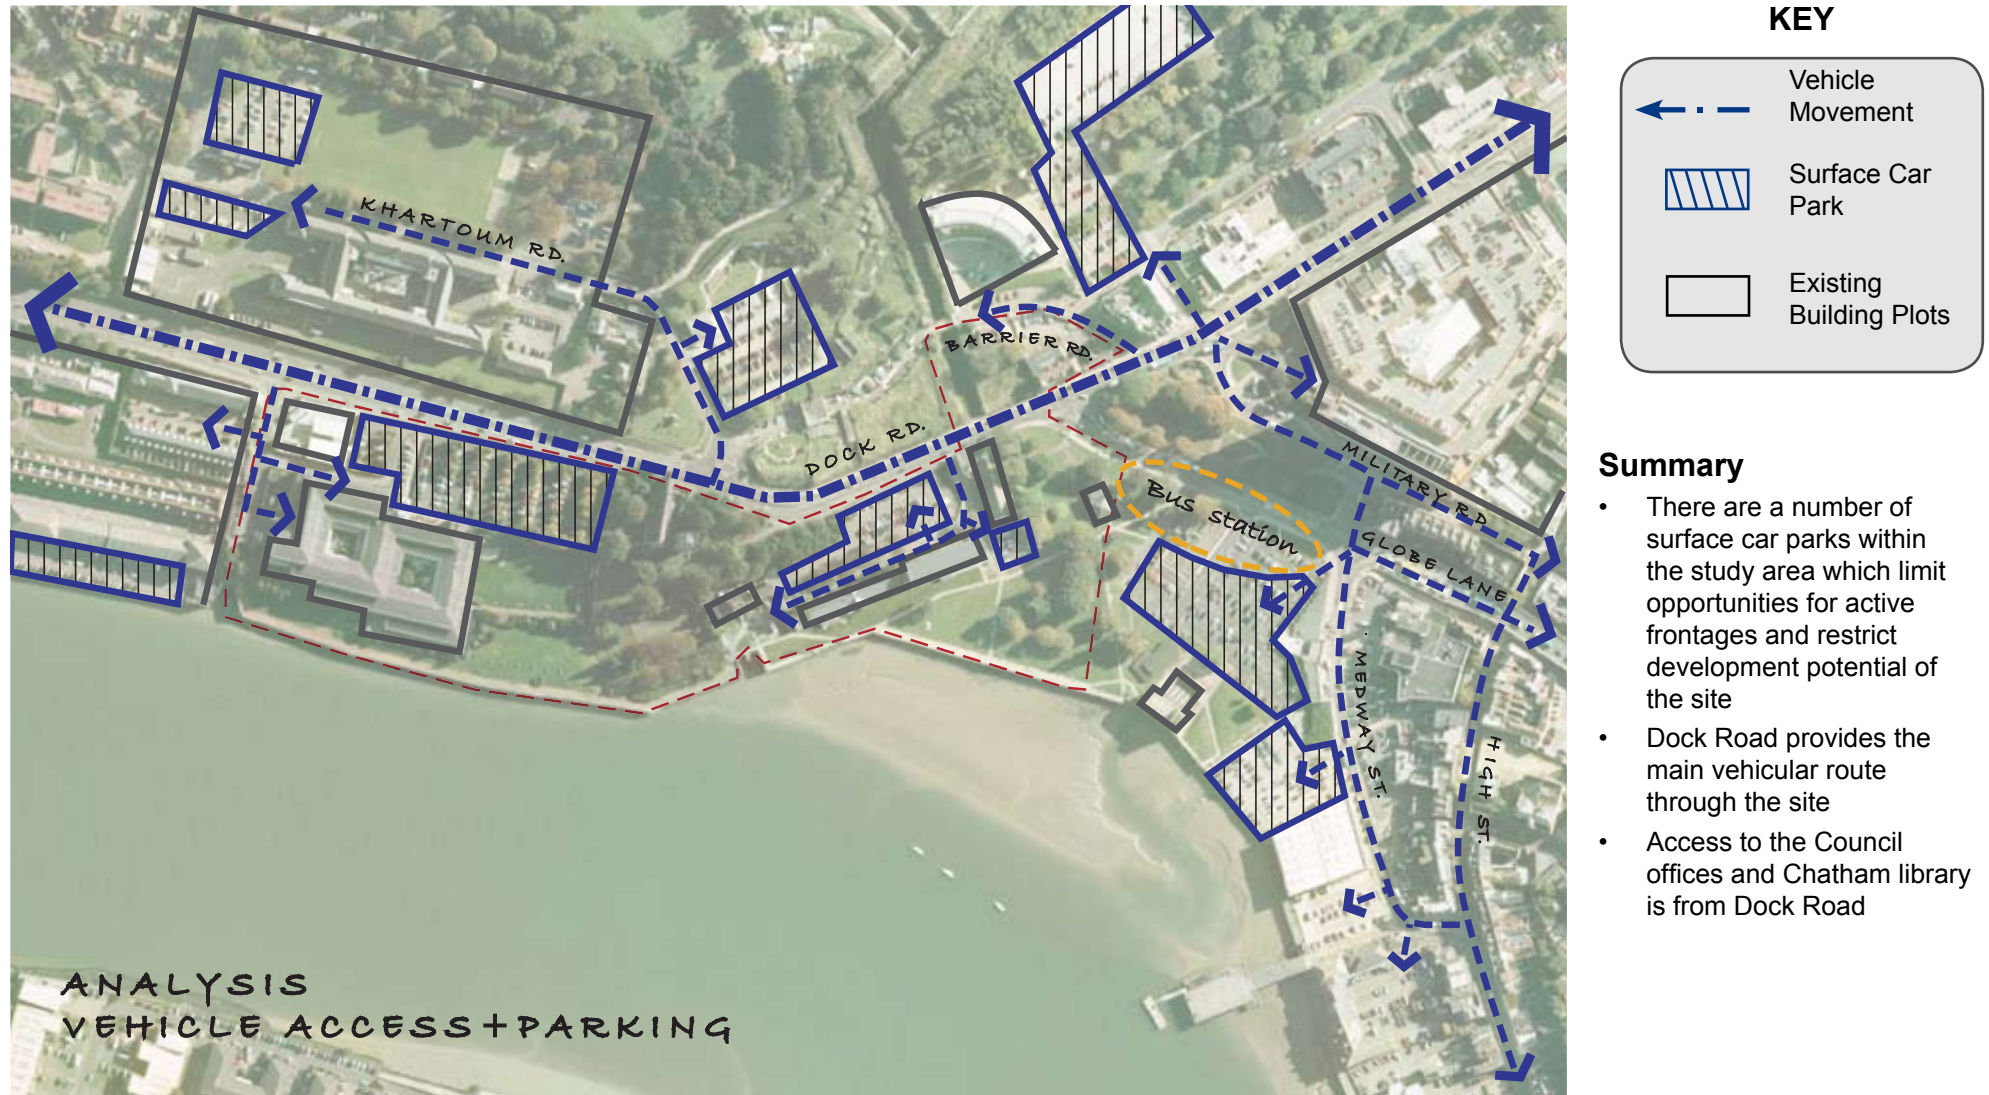 KHARTOUM RD.
BARRIER RD.
DOCK RD.
Bus station
MILITARY RD
GLOBE LANE
MEDWAY ST.
HIGH ST.
ANALYSIS
VEHICLE ACCESS+PARKING
KEY
Vehicle
Movement
Surface Car
Park
Existing
Building Plots
Summary
• There are a number of
surface car parks within
the study area which limit
opportunities for active
frontages and restrict
development potential of
the site
• Dock Road provides the
main vehicular route
through the site
• Access to the Council
offices and Chatham library
is from Dock Road